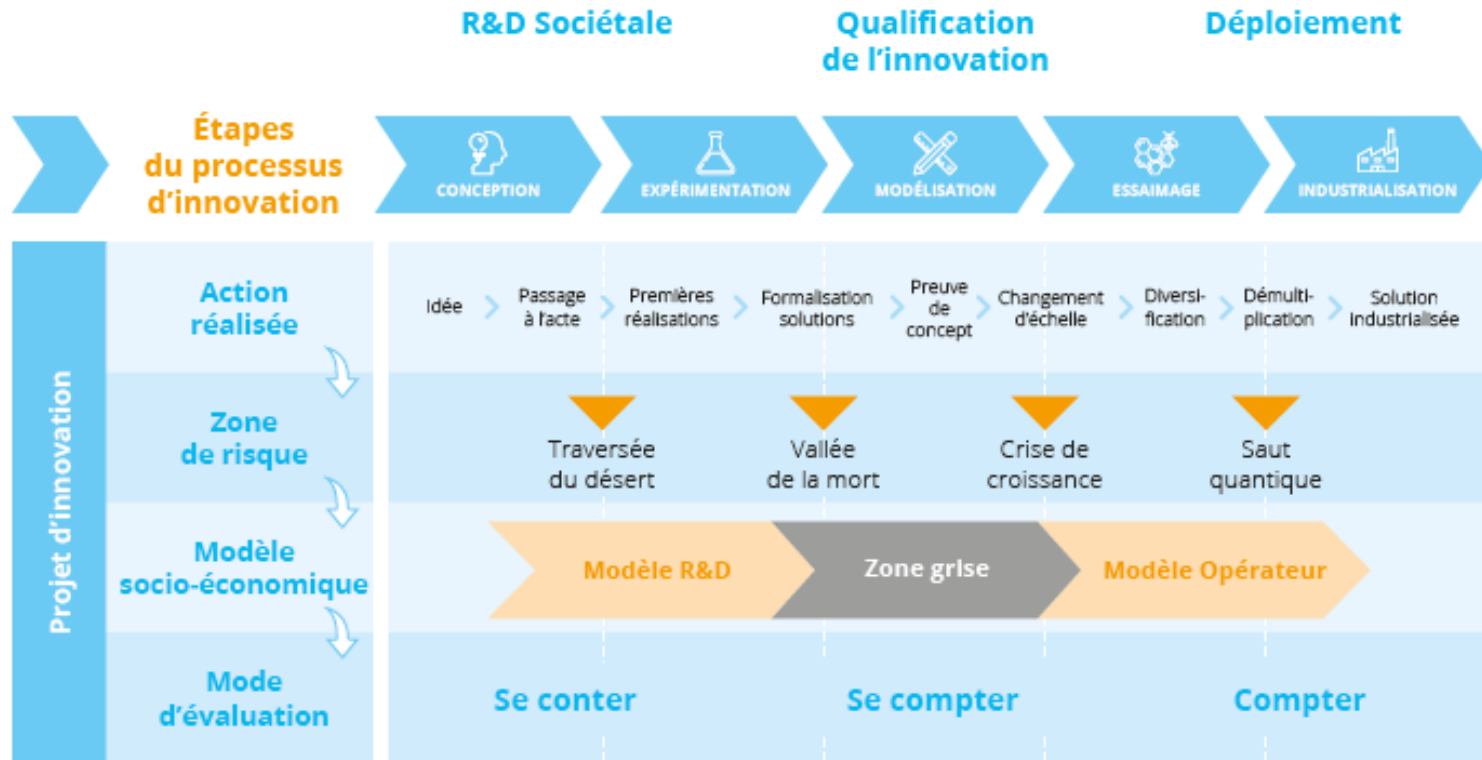 R&D Sociétale
Qualification
de l'innovation
Déploiement
Étapes
du processus
d'innovation
CONCEPTION
EXPÉRIMENTATION
MODÉLISATION
ESSAIMAGE
INDUSTRIALISATION
Projet d'innovation
Action
réalisée
Idée
Passage
à l'acte
Premières
réalisations
Formalisation
solutions
Preuve
de
concept
Changement
d'échelle
Diversi-
fication
Démulti-
plication
Solution
industrialisée
Zone
de risque
Traversée
du désert
Vallée
de la mort
Crise de
croissance
Saut
quantique
Modèle
socio-économique
Modèle R&D
Zone grise
Modèle Opérateur
Mode
d'évaluation
Se conter
Se compter
Compter